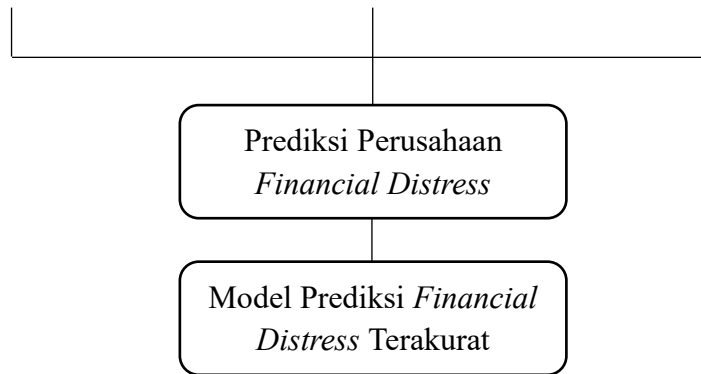 Prediksi Perusahaan
Financial Distress
Model Prediksi Financial
Distress Terakurat